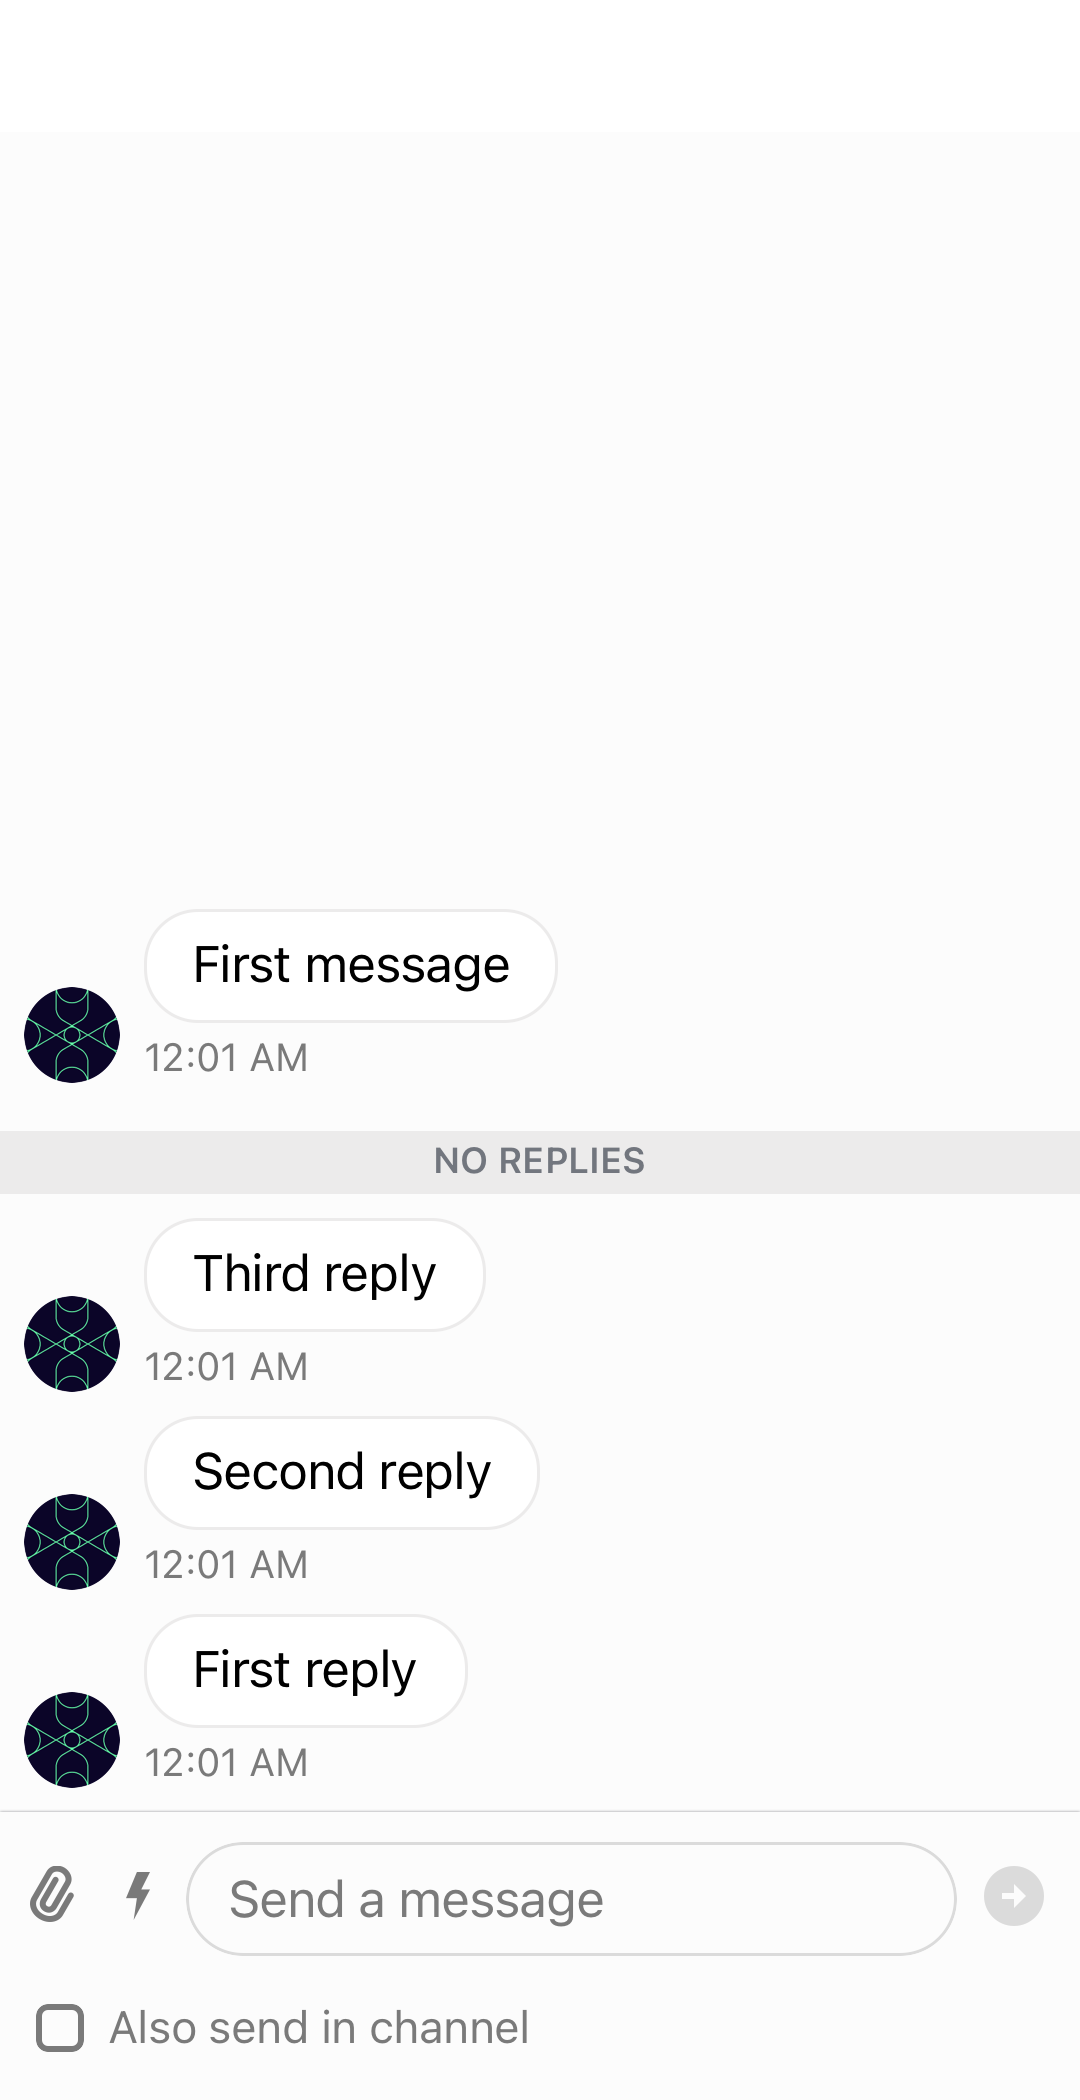 First message
12:01 AM
NO REPLIES
Third reply
12:01 AM
Second reply
12:01 AM
First reply
12:01 AM
Send a message
Also send in channel